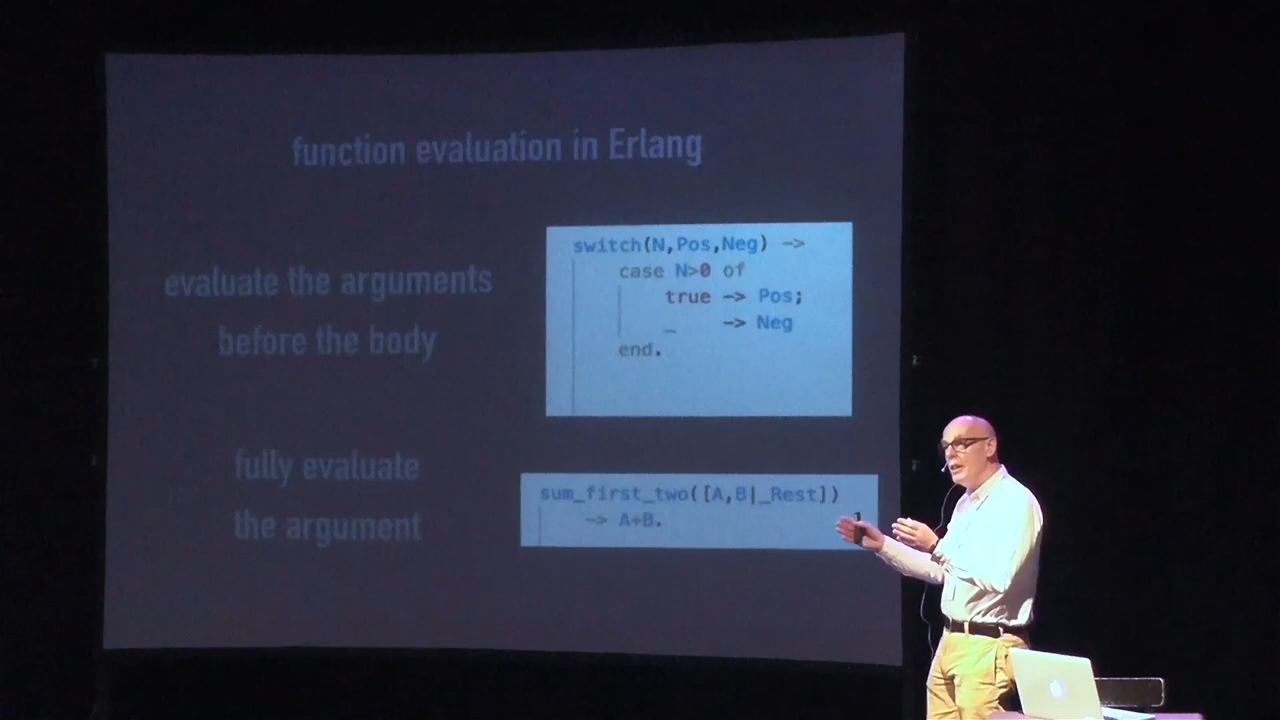 function evaluation in Erlang
evaluate the arguments
before the body
switch(N,Pos,Neg) ->
case N>0 of
true -> Pos;
_ -> Neg
end.
fully evaluate
the argument
sum_first_two([A,B|_Rest])
-> A+B.